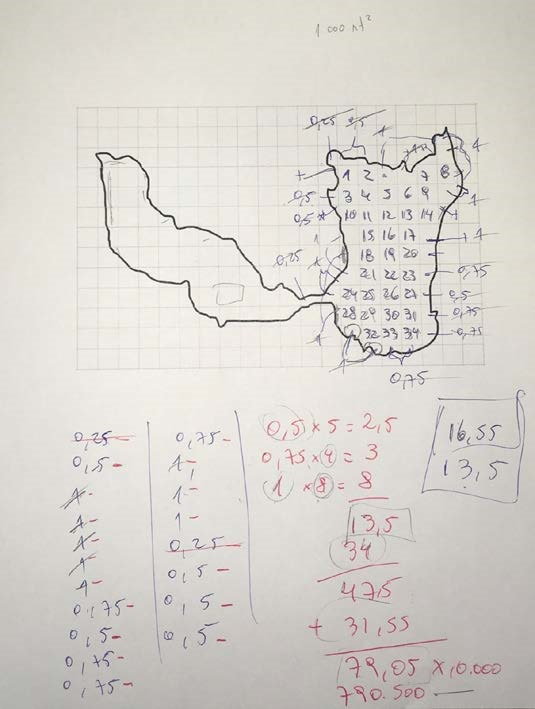 1 000 m²
0,25 0,5 1
1
+ 1 2 7 8
0,5 3 4 5 6 9 1
0,5 10 11 12 13 14 +
1 15 16 17 + 1
0,25 18 19 20
21 22 23 0,75
24 25 26 27 0,5
28 29 30 31 0,75
1 32 33 34 0,75
1
0,75
0,25
0,5-
1-
1-
1-
1-
1-
0,75-
0,5-
0,75-
0,75-
0,75-
1-
1-
1-
0,25
0,5-
0,5-
0,5-
0,5 × 5 = 2,5
0,75 × 4 = 3
1 × 8 = 8
13,5
34
47,5
+ 31,55
79,05 × 10.000
790.500
16,55
13,5